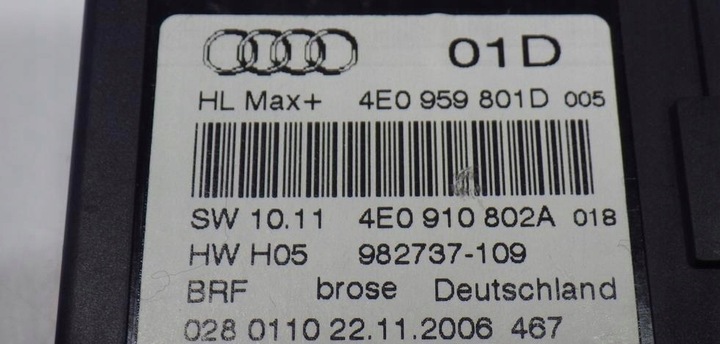 01D
HL Max+ 4E0 959 801D 005
SW 10.11 4E0 910 802A 018
HW H05 982737-109
BRF brose Deutschland
028 0110 22.11.2006 467